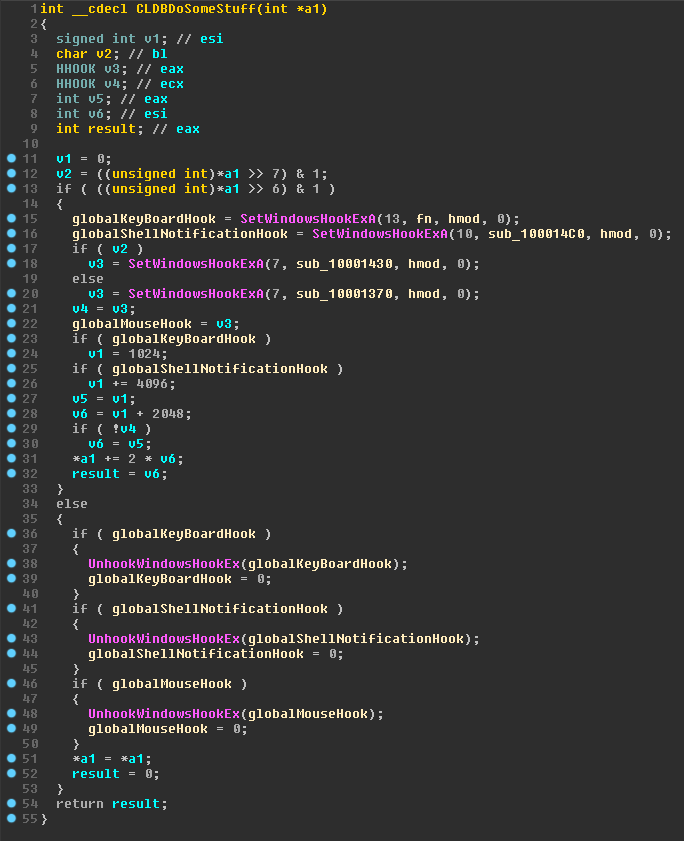 1 int __cdecl CLDBDoSomeStuff(int *a1)
2 {
3   signed int v1; // esi
4   char v2; // bl
5   HHOOK v3; // eax
6   HHOOK v4; // ecx
7   int v5; // eax
8   int v6; // esi
9   int result; // eax
10
11   v1 = 0;
12   v2 = ((unsigned int)*a1 >> 7) & 1;
13   if ( ((unsigned int)*a1 >> 6) & 1 )
14   {
15     globalKeyBoardHook = SetWindowsHookExA(13, fn, hmod, 0);
16     globalShellNotificationHook = SetWindowsHookExA(10, sub_100014C0, hmod, 0);
17     if ( v2 )
18       v3 = SetWindowsHookExA(7, sub_10001430, hmod, 0);
19     else
20       v3 = SetWindowsHookExA(7, sub_10001370, hmod, 0);
21     v4 = v3;
22     globalMouseHook = v3;
23     if ( globalKeyBoardHook )
24       v1 = 1024;
25     if ( globalShellNotificationHook )
26       v1 += 4096;
27     v5 = v1;
28     v6 = v1 + 2048;
29     if ( !v4 )
30       v6 = v5;
31     *a1 += 2 * v6;
32     result = v6;
33   }
34   else
35   {
36     if ( globalKeyBoardHook )
37     {
38       UnhookWindowsHookEx(globalKeyBoardHook);
39       globalKeyBoardHook = 0;
40     }
41     if ( globalShellNotificationHook )
42     {
43       UnhookWindowsHookEx(globalShellNotificationHook);
44       globalShellNotificationHook = 0;
45     }
46     if ( globalMouseHook )
47     {
48       UnhookWindowsHookEx(globalMouseHook);
49       globalMouseHook = 0;
50     }
51     *a1 = *a1;
52     result = 0;
53   }
54   return result;
55 }